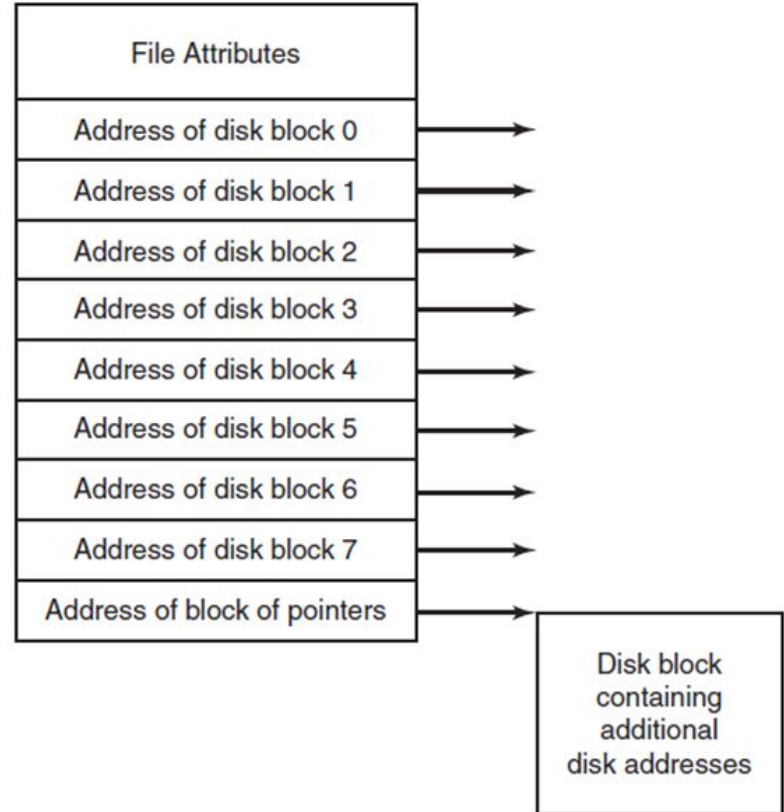 File Attributes
Address of disk block 0
Address of disk block 1
Address of disk block 2
Address of disk block 3
Address of disk block 4
Address of disk block 5
Address of disk block 6
Address of disk block 7
Address of block of pointers
Disk block
containing
additional
disk addresses